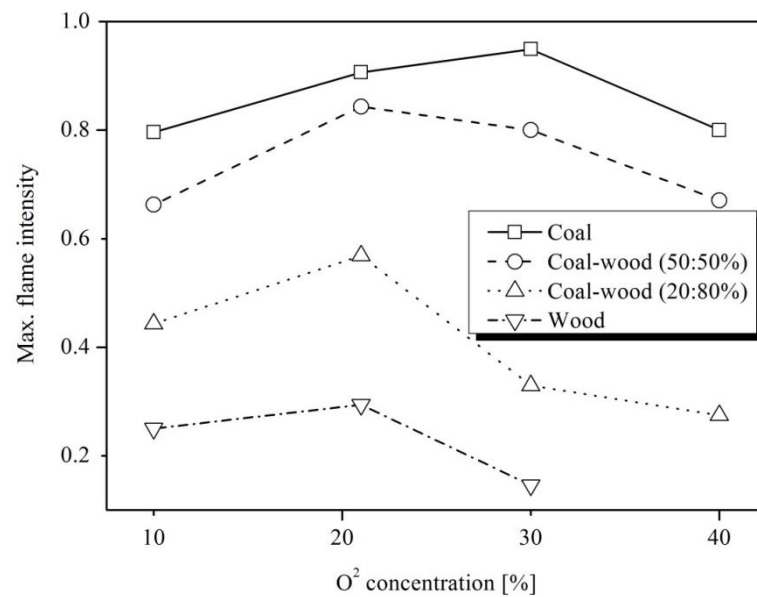 1.0
0.8
0.6
0.4
0.2
Max. flame intensity
Coal
Coal-wood (50:50%)
Coal-wood (20:80%)
Wood
10 20 30 40
O² concentration [%]